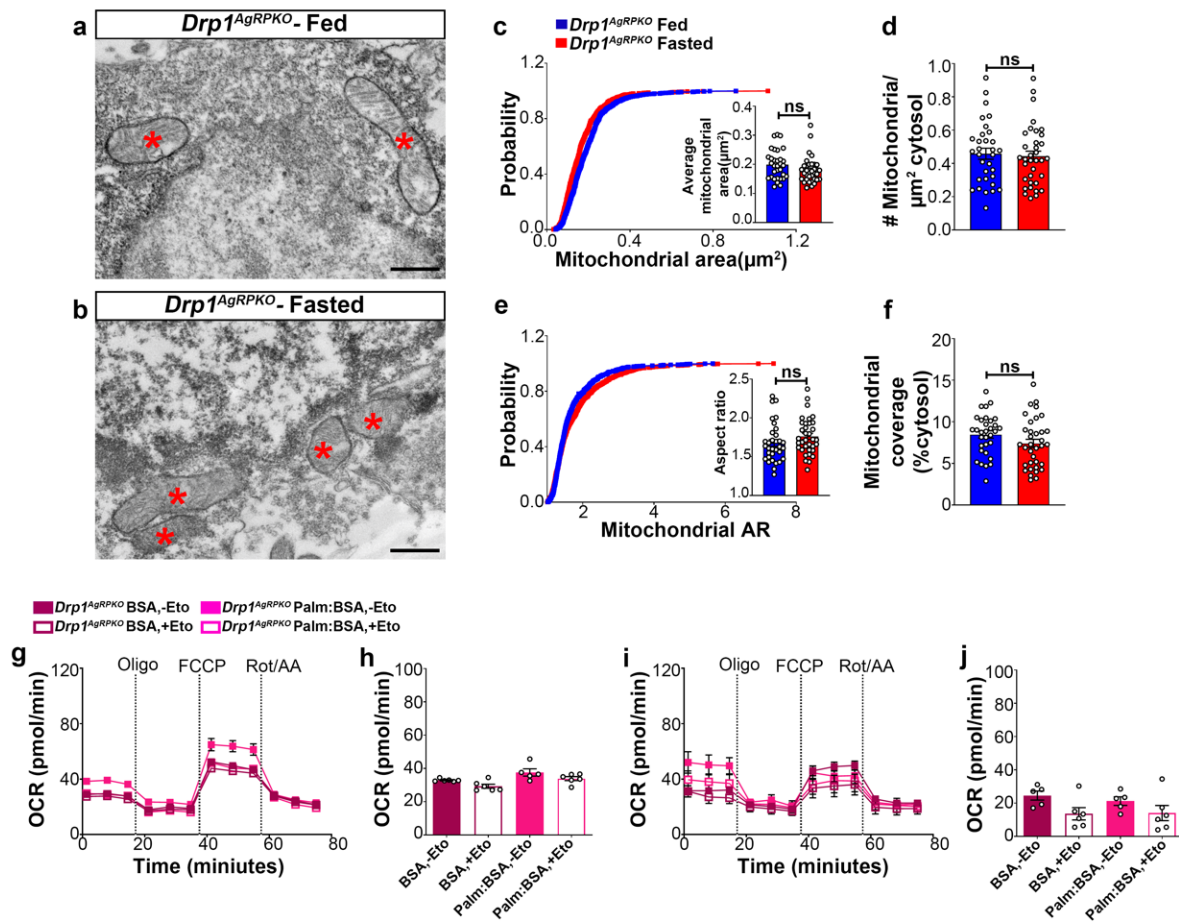 a
Drp1AgRPKO- Fed
*
*
b
Drp1AgRPKO- Fasted
*
*
*
*
c
Drp1AgRPKO Fed
Drp1AgRPKO Fasted
Probability
1.2
0.8
0.4
0.0
0.0
0.4
0.8
1.2
Mitochondrial area(µm²)
Average
mitochondrial
area(µm²)
0.4
0.3
0.2
0.1
0.0
ns
d
# Mitochondria/
µm² cytosol
1.0
0.8
0.6
0.4
0.2
0.0
ns
e
Probability
1.2
0.8
0.4
0.0
2
4
6
8
Mitochondrial AR
Aspect ratio
2.5
2.0
1.5
1.0
ns
f
Mitochondrial
coverage
(%cytosol)
20
15
10
5
0
ns
Drp1AgRPKO BSA,-Eto
Drp1AgRPKO Palm:BSA,-Eto
Drp1AgRPKO BSA,+Eto
Drp1AgRPKO Palm:BSA,+Eto
g
OCR (pmol/min)
120
80
40
0
Oligo
FCCP
Rot/AA
0
20
40
60
80
Time (miniutes)
h
OCR (pmol/min)
100
80
60
40
20
0
BSA,-Eto
BSA,+Eto
Palm:BSA,-Eto
Palm:BSA,+Eto
i
OCR (pmol/min)
120
80
40
0
Oligo
FCCP
Rot/AA
0
20
40
60
80
Time (miniutes)
j
OCR (pmol/min)
100
80
60
40
20
0
BSA,-Eto
BSA,+Eto
Palm:BSA,-Eto
Palm:BSA,+Eto